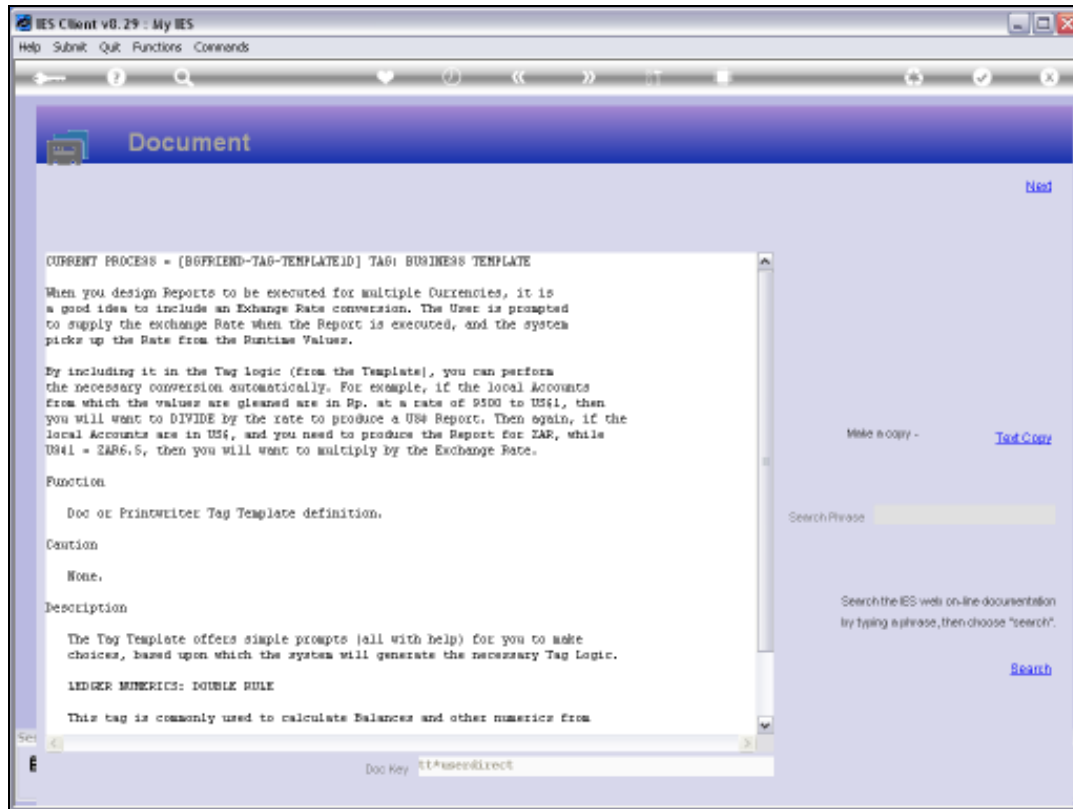 IES Client v8.29 : My IES
Help Submit Quit Functions Commands
Document
Next
CURRENT PROCESS = [BGFRIEND-TAG-TEMPLATE1D] TAG: BUSINESS TEMPLATE
When you design Reports to be executed for multiple Currencies, it is
a good idea to include an Exhange Rate conversion. The User is prompted
to supply the exchange Rate when the Report is executed, and the system
picks up the Rate from the Runtime Values.
By including it in the Tag logic (from the Template), you can perform
the necessary conversion automatically. For example, if the local Accounts
from which the values are gleaned are in Rp. at a rate of 9500 to US$1, then
you will want to DIVIDE by the rate to produce a US$ Report. Then again, if the
local Accounts are in US$, and you need to produce the Report for ZAR, while
US$1 = ZAR6.5, then you will want to multiply by the Exchange Rate.
Function
Doc or Printwriter Tag Template definition.
Caution
None.
Description
The Tag Template offers simple prompts (all with help) for you to make
choices, based upon which the system will generate the necessary Tag Logic.
LEDGER NUMERICS: DOUBLE RULE
This tag is commonly used to calculate Balances and other numerics from
Make a copy -
Text Copy
Search Phrase
Search the IES web on-line documentation
by typing a phrase, then choose "search".
Search
Doc Key tt*userdirect